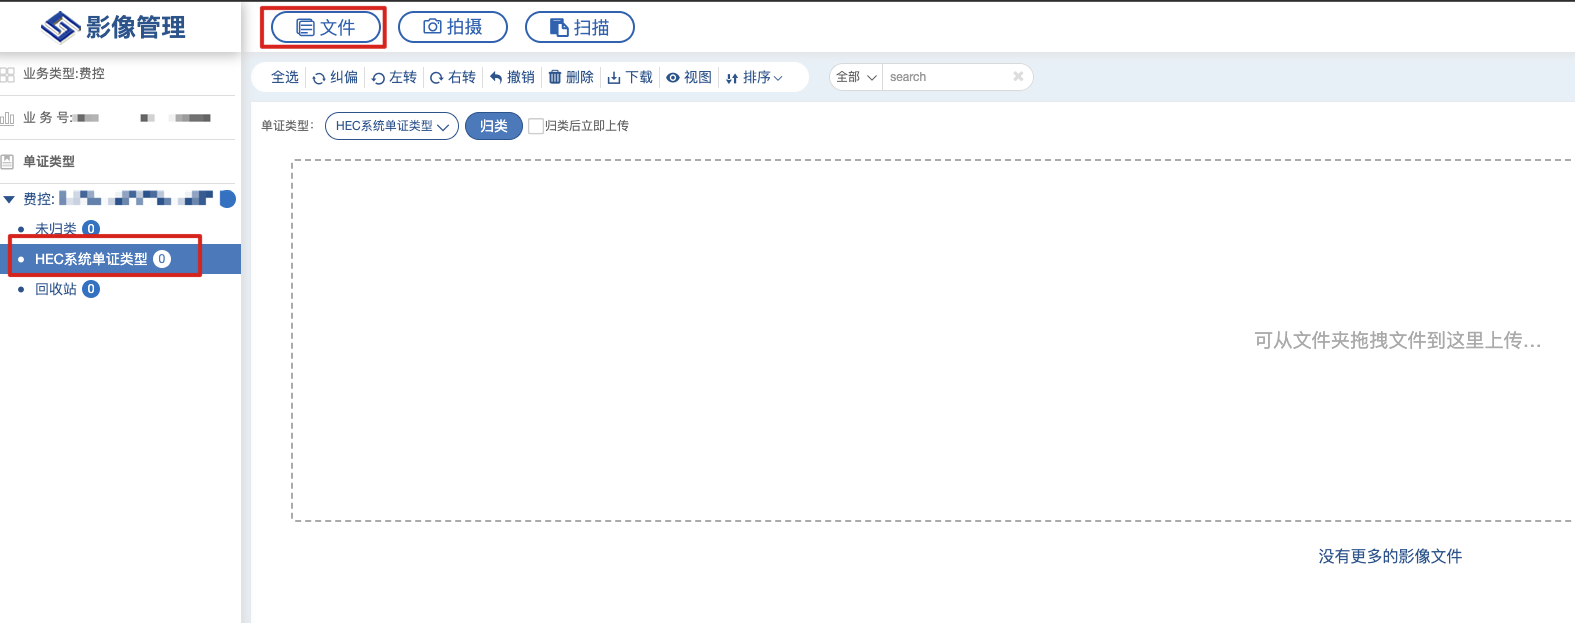 影像管理
文件 拍摄 扫描
业务类型:费控
全选 纠偏 左转 右转 撤销 删除 下载 视图 排序 全部 search
业 务 号:
单证类型: HEC系统单证类型 归类 归类后立即上传
单证类型
费控:
未归类 0
HEC系统单证类型 0
回收站 0
可从文件夹拖拽文件到这里上传...
没有更多的影像文件